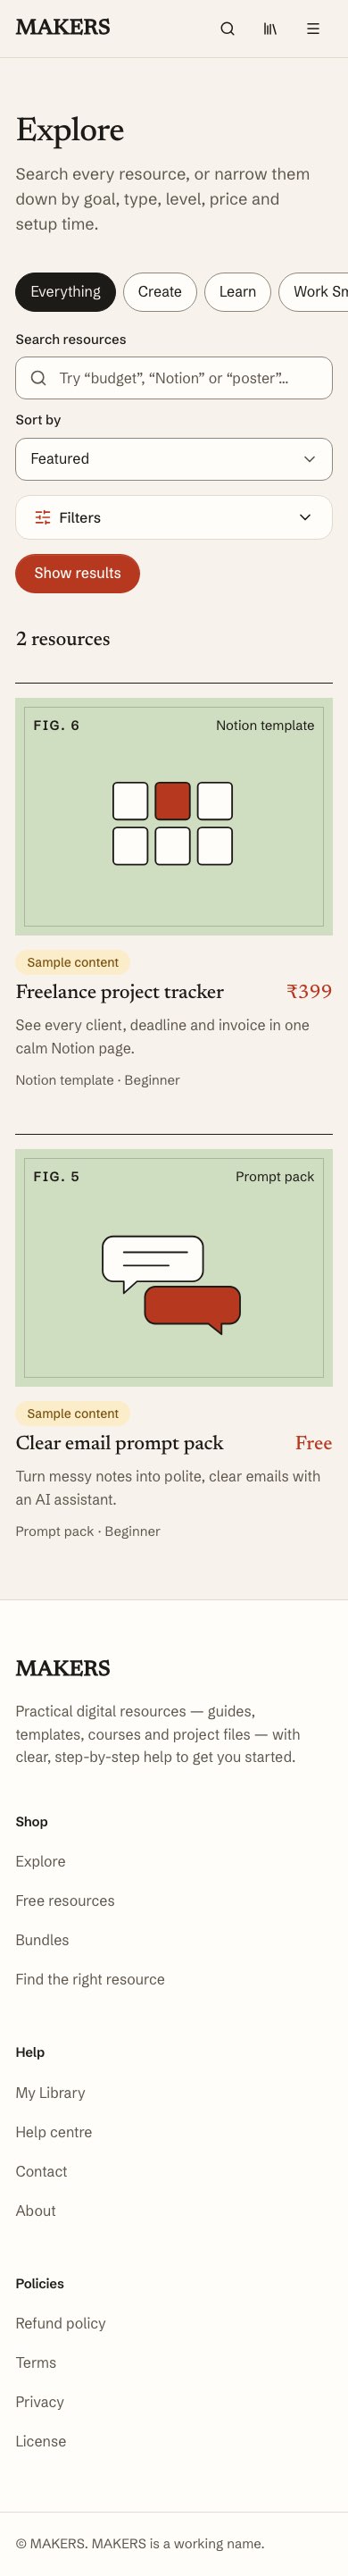 MAKERS
Explore
Search every resource, or narrow them
down by goal, type, level, price and
setup time.
Everything
Create
Learn
Work Sm
Search resources
Try “budget”, “Notion” or “poster”…
Sort by
Featured
Filters
Show results
2 resources
FIG. 6
Notion template
Sample content
Freelance project tracker
₹399
See every client, deadline and invoice in one
calm Notion page.
Notion template · Beginner
FIG. 5
Prompt pack
Sample content
Clear email prompt pack
Free
Turn messy notes into polite, clear emails with
an AI assistant.
Prompt pack · Beginner
MAKERS
Practical digital resources — guides,
templates, courses and project files — with
clear, step-by-step help to get you started.
Shop
Explore
Free resources
Bundles
Find the right resource
Help
My Library
Help centre
Contact
About
Policies
Refund policy
Terms
Privacy
License
© MAKERS. MAKERS is a working name.